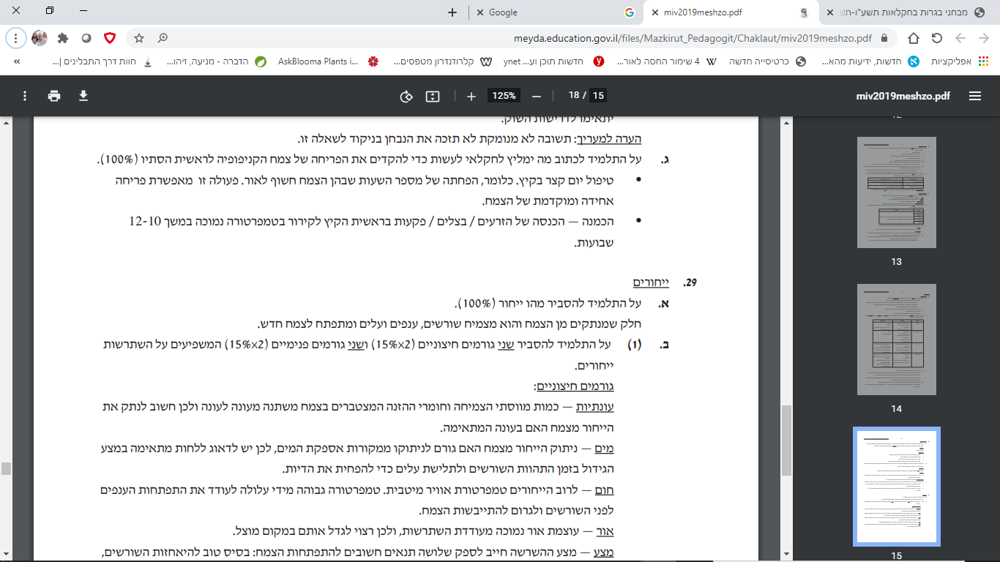 מבחני בגרות בחקלאות תשע"ו-תש
miv2019meshzo.pdf
Google
meyda.education.gov.il/files/Mazkirut_Pedagogit/Chaklaut/miv2019meshzo.pdf
אפליקציות
חדשות, ידיעות מהא...
כרטיסייה חדשה
4 שימור החסה לאור...
ynet חדשות תוכן וע...
קלרודנדרון מטפסים...
AskBlooma Plants i...
הדברה - מניעה, זיהו...
חוות דרך התבלינים |...
miv2019meshzo.pdf
15 / 18
125%
יתאימו לדרישות השוק.
הערה למעריך: תשובה לא מנומקת לא תזכה את הנבחן בניקוד לשאלה זו.
ג. על התלמיד לכתוב מה ימליץ לחקלאי לעשות כדי להקדים את הפריחה של צמח הקניפופיה לראשית הסתיו (100%).
• טיפול יום קצר בקיץ. כלומר, הפחתה של מספר השעות שבהן הצמח חשוף לאור. פעולה זו מאפשרת פריחה
אחידה ומוקדמת של הצמח.
• הכמנה — הכנסה של הזרעים / בצלים / פקעות בראשית הקיץ לקירור בטמפרטורה נמוכה במשך 12-10
שבועות.
29. ייחורים
א. על התלמיד להסביר מהו ייחור (100%).
חלק שמנתקים מן הצמח והוא מצמיח שורשים, ענפים ועלים ומתפתח לצמח חדש.
ב. (1) על התלמיד להסביר שני גורמים חיצוניים (15%x2) ושני גורמים פנימיים (15%x2) המשפיעים על השתרשות
ייחורים.
גורמים חיצוניים:
עונתיות — כמות מווסתי הצמיחה וחומרי ההזנה המצטברים בצמח משתנה מעונה לעונה ולכן חשוב לנתק את
הייחור מצמח האם בעונה המתאימה.
מים — ניתוק הייחור מצמח האם גורם לניתוקו ממקורות אספקת המים, לכן יש לדאוג ללחות מתאימה במצע
הגידול בזמן התהוות השורשים ולתלישת עלים כדי להפחית את הדיות.
חום — לרוב הייחורים טמפרטורת אוויר מיטבית. טמפרטורה גבוהה מידי עלולה לעודד את התפתחות הענפים
לפני השורשים ולגרום להתייבשות הצמח.
אור — עוצמת אור נמוכה מעודדת השתרשות, ולכן רצוי לגדל אותם במקום מוצל.
מצע — מצע ההשרשה חייב לספק שלושה תנאים חשובים להתפתחות הצמח: בסיס טוב להיאחזות השורשים,
12
13
14
15